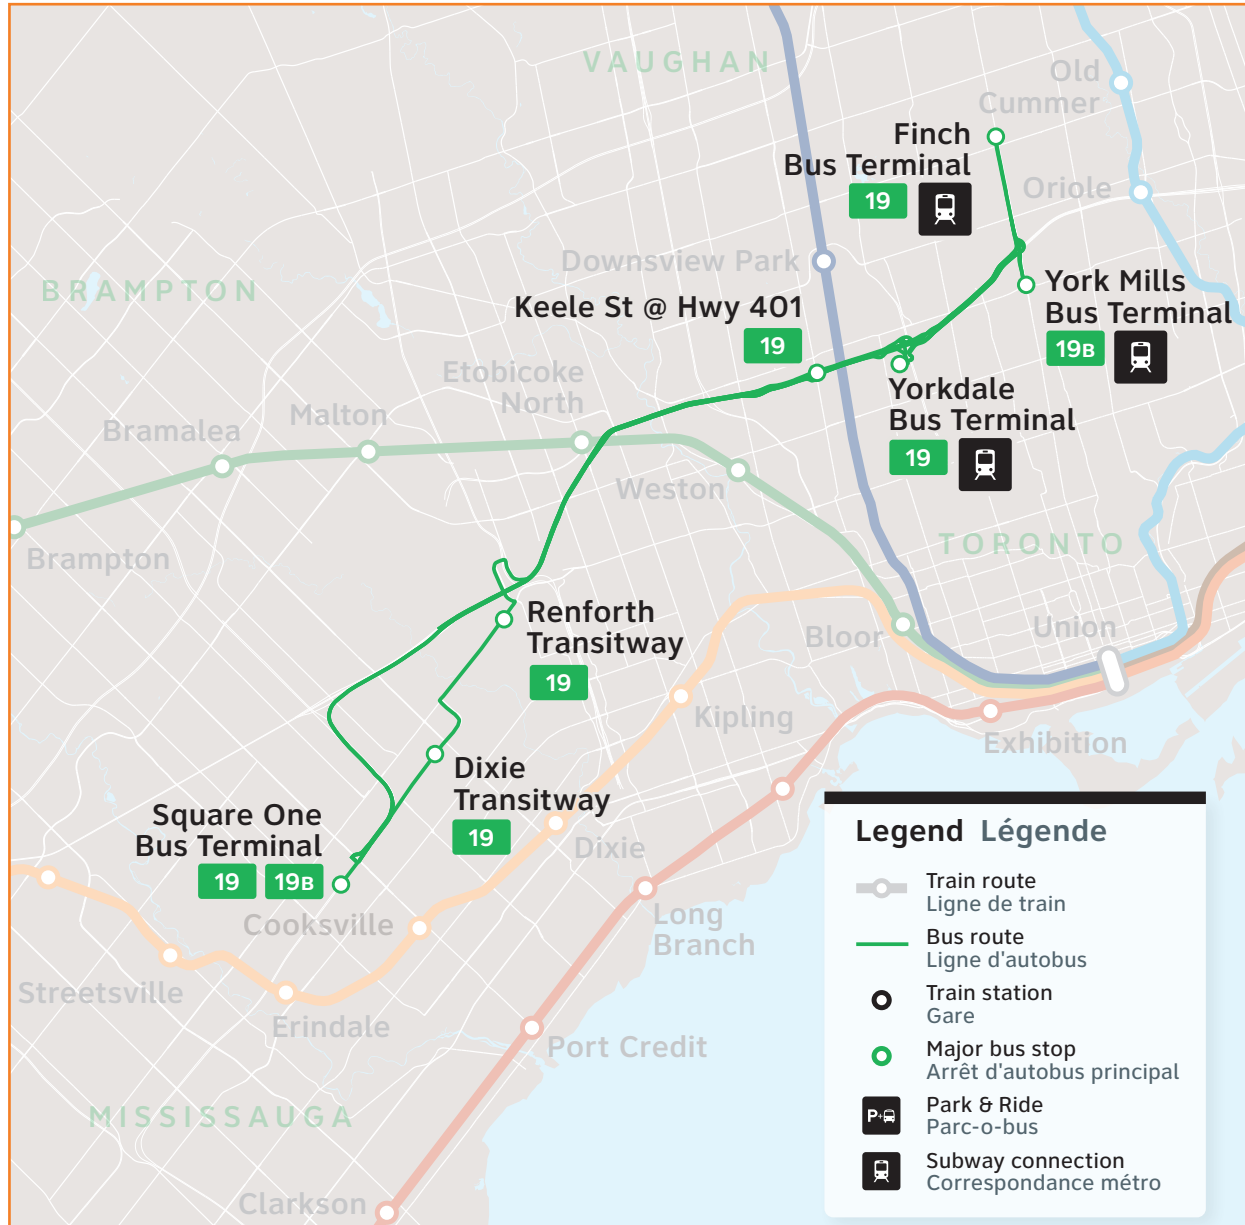 VAUGHAN
Old
Cummer
Finch
Bus Terminal
19
Oriole
Downsview Park
BRAMPTON
York Mills
Bus Terminal
19B
Keele St @ Hwy 401
19
Etobicoke
North
Yorkdale
Bus Terminal
19
Malton
Bramalea
Weston
TORONTO
Brampton
Renforth
Transitway
19
Bloor
Union
Kipling
Exhibition
Dixie
Transitway
19
Square One
Bus Terminal
19 19B
Dixie
Cooksville
Long
Branch
Streetsville
Erindale
Port Credit
MISSISSAUGA
Clarkson
Legend Légende
Train route
Ligne de train
Bus route
Ligne d'autobus
Train station
Gare
Major bus stop
Arrêt d'autobus principal
P+
Park & Ride
Parc-o-bus
Subway connection
Correspondance métro